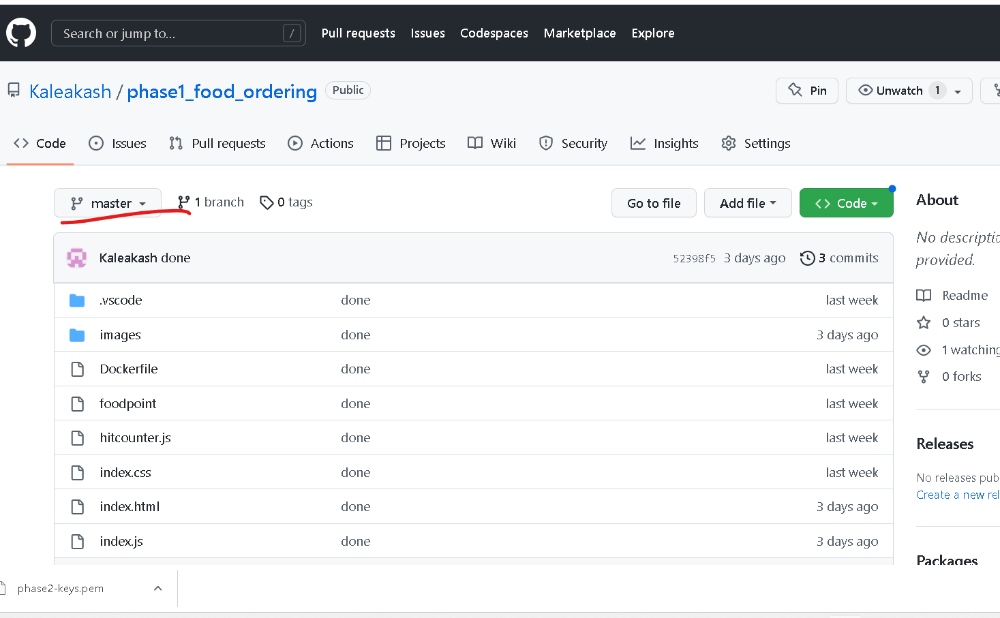 Search or jump to... /
Pull requests Issues Codespaces Marketplace Explore
Kaleakash / phase1_food_ordering Public
Pin Unwatch 1
Code Issues Pull requests Actions Projects Wiki Security Insights Settings
master 1 branch 0 tags Go to file Add file Code
Kaleakash done 52398f5 3 days ago 3 commits
.vscode done last week
images done 3 days ago
Dockerfile done last week
foodpoint done last week
hitcounter.js done last week
index.css done last week
index.html done 3 days ago
index.js done 3 days ago
About
No descriptio
provided.
Readme
0 stars
1 watching
0 forks
Releases
No releases pub
Create a new rel
Packages
phase2-keys.pem